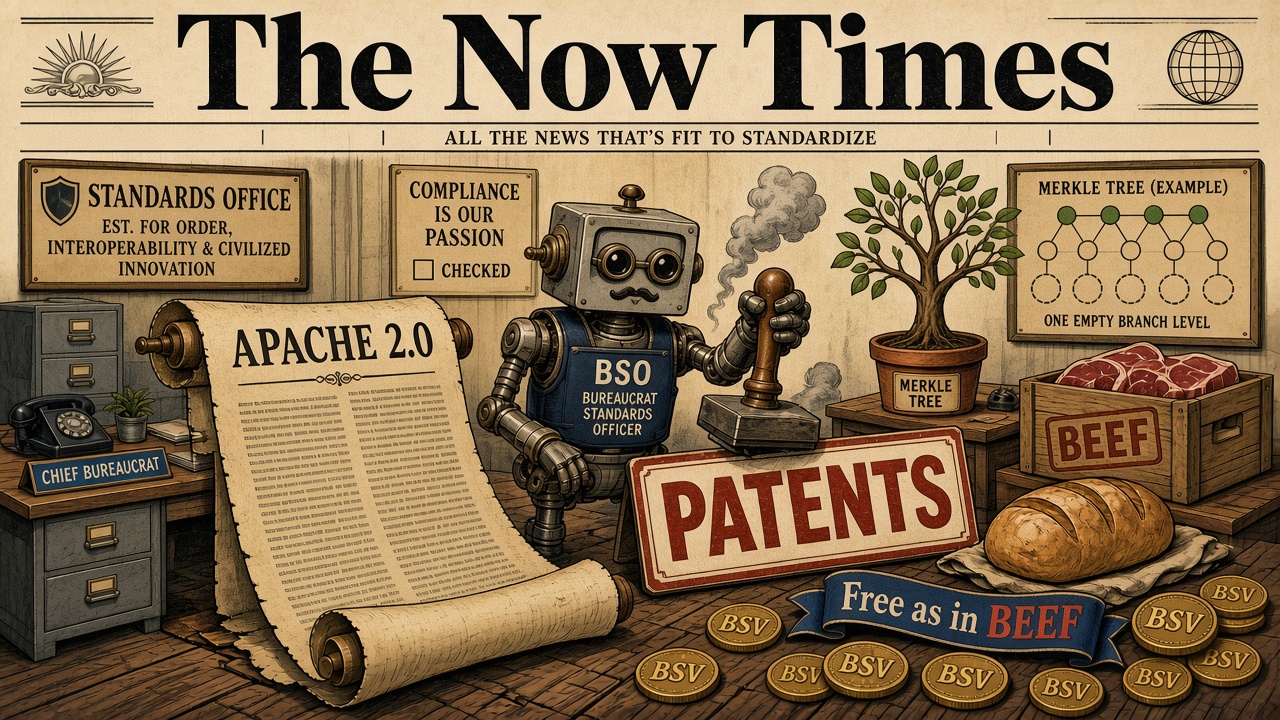 The Now Times
ALL THE NEWS THAT'S FIT TO STANDARDIZE
STANDARDS OFFICE
EST. FOR ORDER,
INTEROPERABILITY & CIVILIZED
INNOVATION
COMPLIANCE
IS OUR
PASSION
CHECKED
MERKLE TREE (EXAMPLE)
ONE EMPTY BRANCH LEVEL
APACHE 2.0
BSO
BUREAUCRAT
STANDARDS
OFFICER
MERKLE
TREE
BEEF
CHIEF BUREAUCRAT
PATENTS
Free as in BEEF
BSV
BSV
BSV
BSV
BSV
BSV
BSV
BSV
BSV
BSV